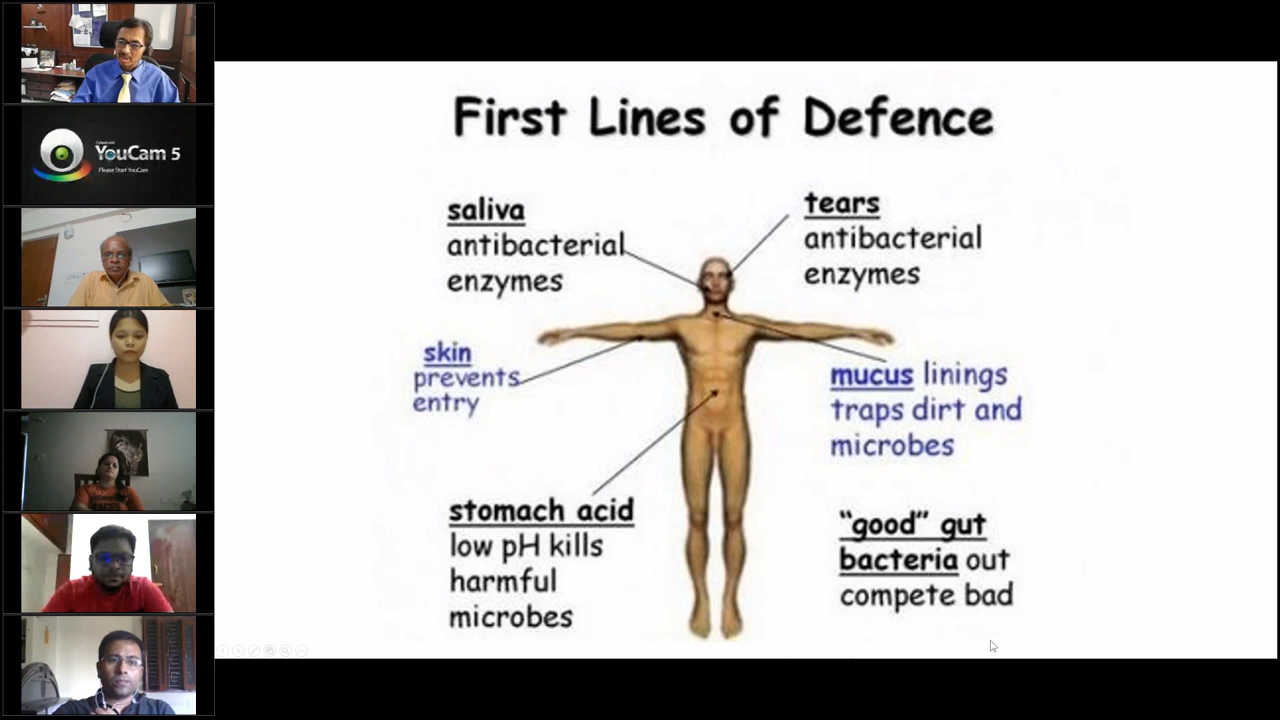 CyberLink
YouCam 5
Please Start YouCam
First Lines of Defence
saliva
antibacterial
enzymes
tears
antibacterial
enzymes
skin
prevents
entry
mucus linings
traps dirt and
microbes
stomach acid
low pH kills
harmful
microbes
“good” gut
bacteria out
compete bad